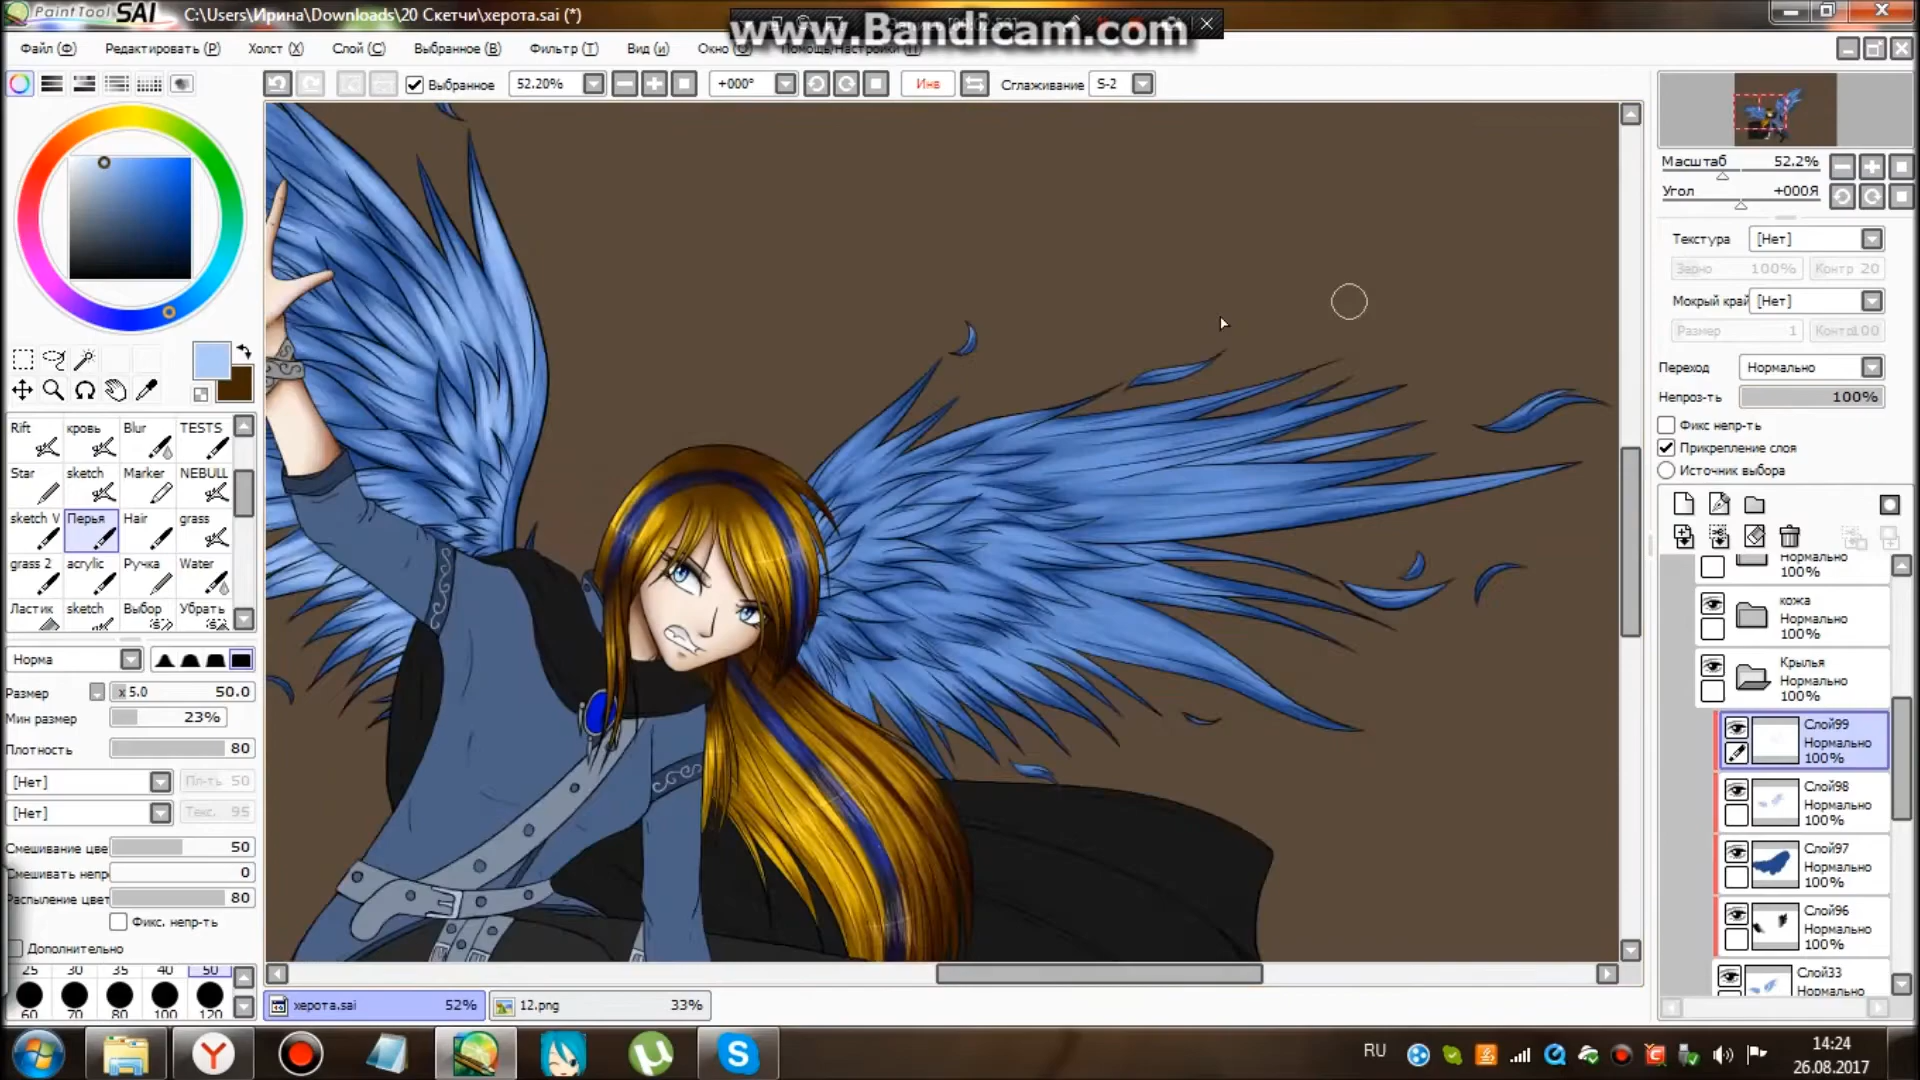 PaintTool SAI
C:\Users\Ирина\Downloads\20 Скетчи\херота.sai (*)
www.Bandicam.com
Файл (Ф)
Редактировать (Р)
Холст (Х)
Слой (С)
Выбранное (В)
Фильтр (Т)
Вид (и)
Окно (О)
Помощь/Настройки (П)
Выбранное
52.20%
+000°
Инв
Сглаживание
S-2
Масштаб
52.2%
Угол
+000Я
Текстура
[Нет]
Зерно
100%
Контр 20
Мокрый край
[Нет]
Размер
1
Контр100
Переход
Нормально
Непроз-ть
100%
Фикс непр-ть
Прикрепление слоя
Источник выбора
Rift
кровь
Blur
TESTS
Star
sketch
Marker
NEBULL
sketch V
Перья
Hair
grass
grass 2
acrylic
Ручка
Water
Ластик
sketch
Выбор
Убрать
Норма
Размер
x 5.0
50.0
Мин размер
23%
Плотность
80
[Нет]
Пл-ть 50
[Нет]
Текс. 95
Смешивание цве
50
Смешивать непр
0
Распыление цвет
80
Фикс. непр-ть
Дополнительно
25
30
35
40
50
60
70
80
100
120
Нормально
100%
кожа
Нормально
100%
Крылья
Нормально
100%
Слой99
Нормально
100%
Слой98
Нормально
100%
Слой97
Нормально
100%
Слой96
Нормально
100%
Слой33
Нормально
херота.sai
52%
12.png
33%
RU
14:24
26.08.2017